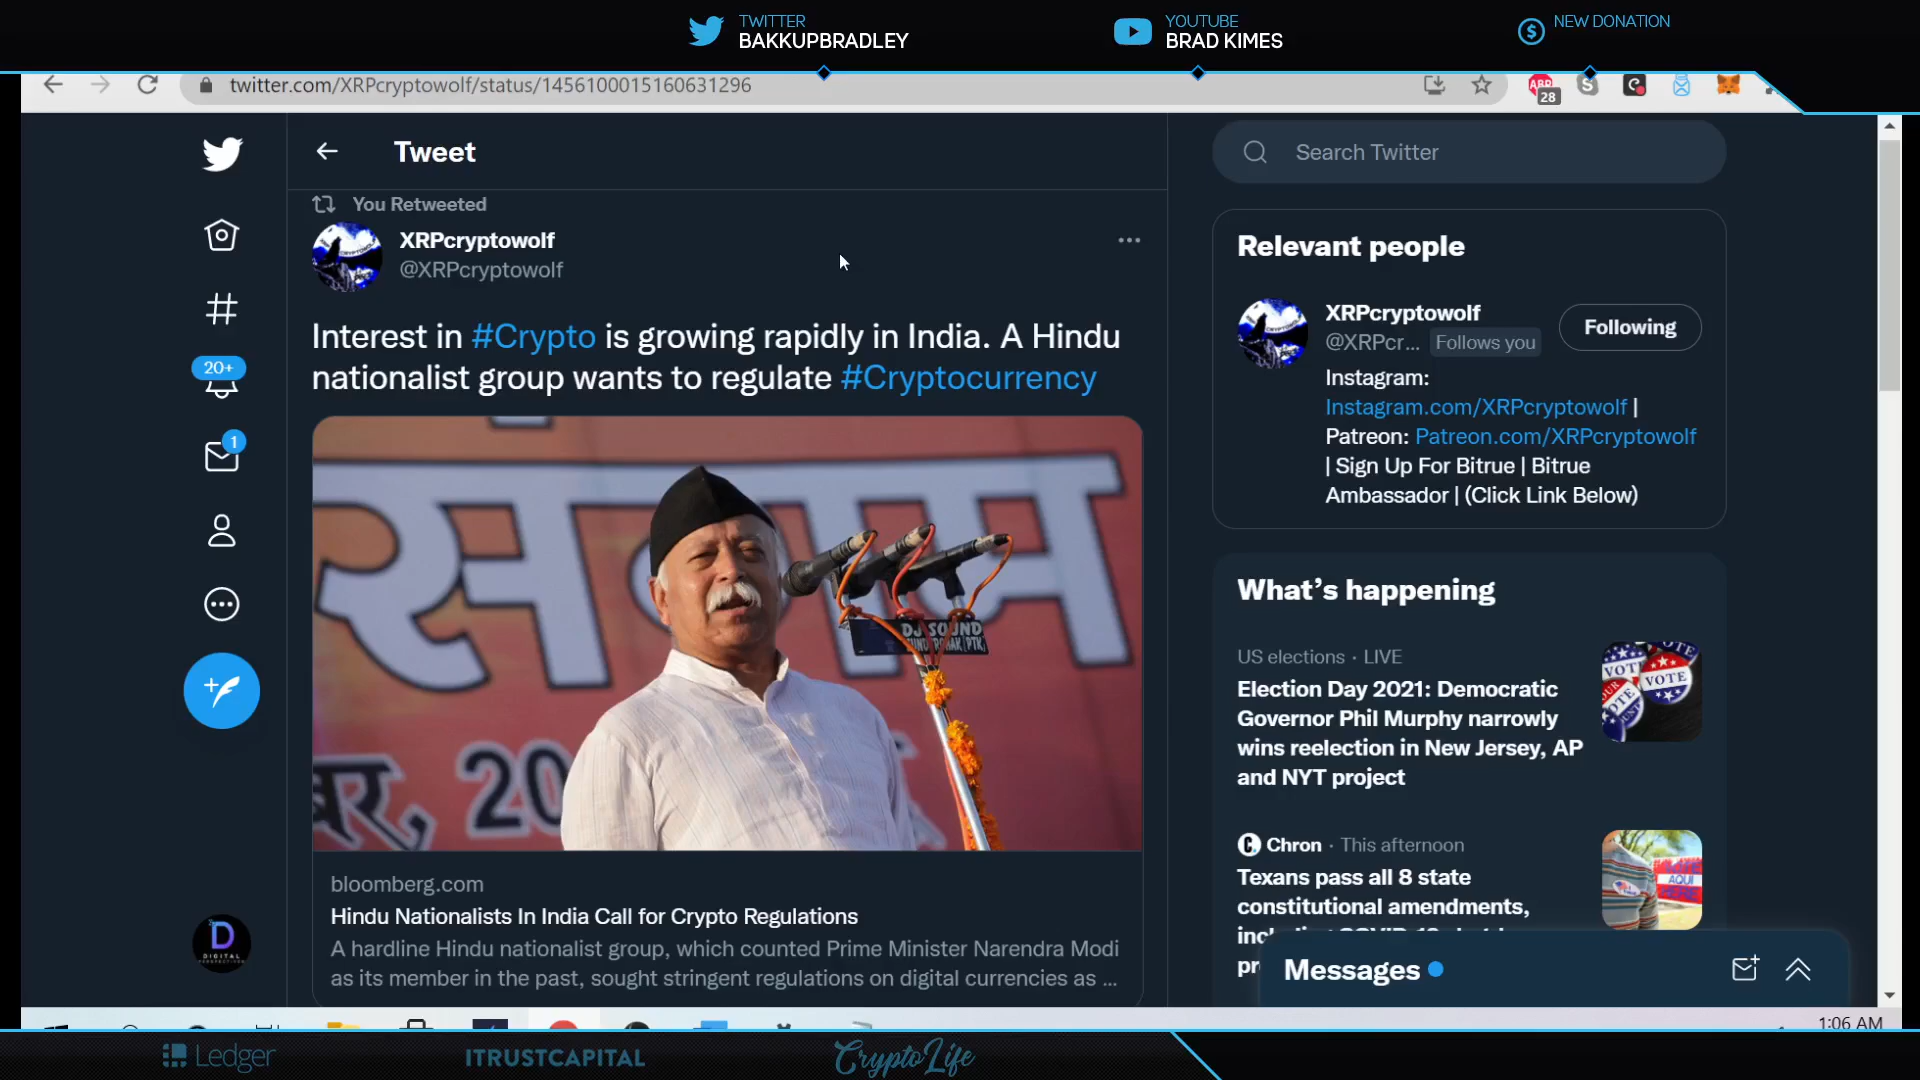 TWITTER
BAKKUPBRADLEY
YOUTUBE
BRAD KIMES
NEW DONATION
twitter.com/XRPcryptowolf/status/1456100015160631296
ABP
28
Tweet
Search Twitter
You Retweeted
XRPcryptowolf
@XRPcryptowolf
Interest in #Crypto is growing rapidly in India. A Hindu
nationalist group wants to regulate #Cryptocurrency
20+
1
DJ SOUND
20
bloomberg.com
Hindu Nationalists In India Call for Crypto Regulations
A hardline Hindu nationalist group, which counted Prime Minister Narendra Modi
as its member in the past, sought stringent regulations on digital currencies as ...
D
DIGITAL
Relevant people
XRPcryptowolf
@XRPcr... Follows you
Following
Instagram:
Instagram.com/XRPcryptowolf |
Patreon: Patreon.com/XRPcryptowolf
| Sign Up For Bitrue | Bitrue
Ambassador | (Click Link Below)
What's happening
US elections · LIVE
Election Day 2021: Democratic
Governor Phil Murphy narrowly
wins reelection in New Jersey, AP
and NYT project
VOTE
VOTE
Chron · This afternoon
Texans pass all 8 state
constitutional amendments,
AQUI
Messages
1:06 AM
Ledger
ITRUSTCAPITAL
CryptoLife